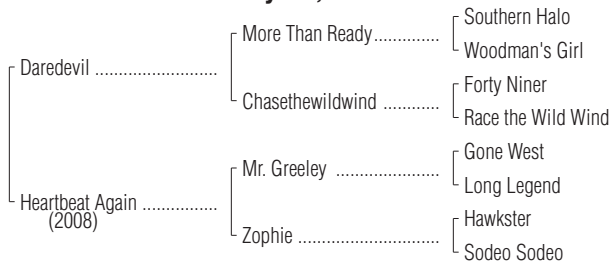 Southern Halo
More Than Ready..............
Woodman's Girl
Daredevil ..........................
Forty Niner
Chasethewildwind ............
Race the Wild Wind
Gone West
Mr. Greeley ......................
Long Legend
Heartbeat Again ................
(2008)
Hawkster
Zophie ..............................
Sodeo Sodeo